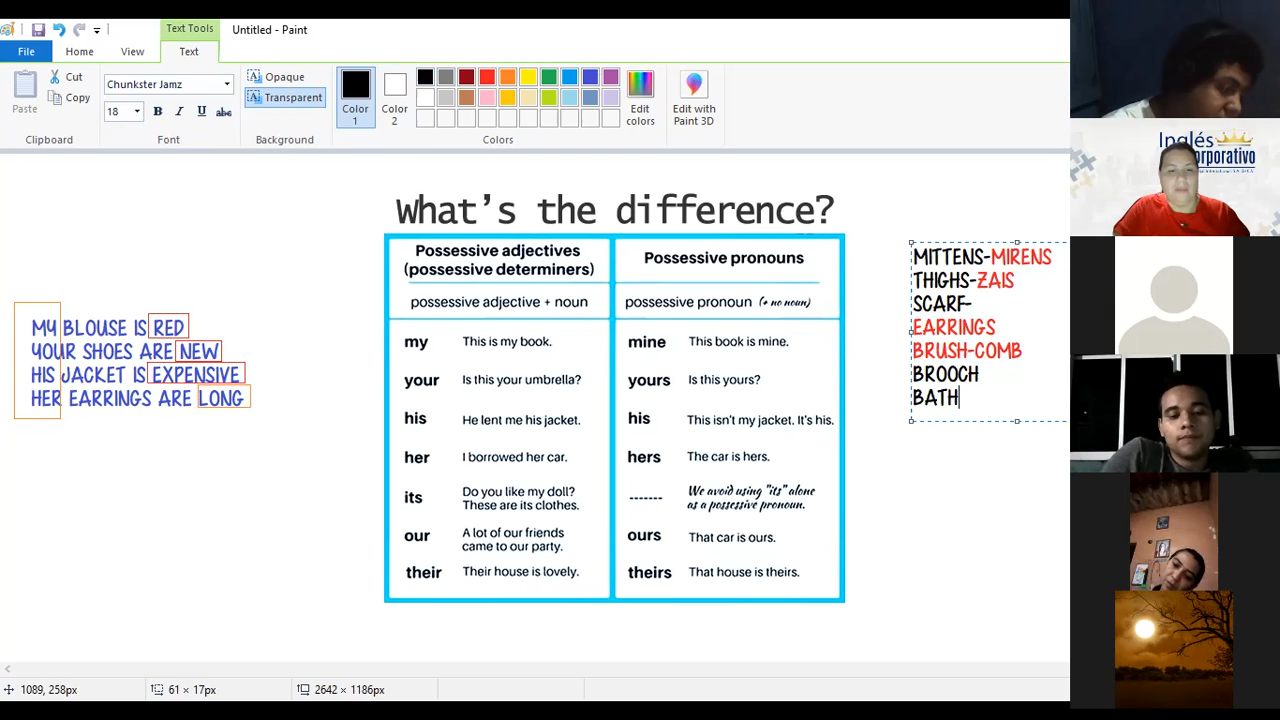 Text Tools
Untitled - Paint
File
Home
View
Text
Paste
Cut
Copy
Clipboard
Chunkster Jamz
18
B I U abc
Font
Opaque
Transparent
Background
Color 1
Color 2
Edit colors
Colors
Edit with Paint 3D
Inglés
orporativo
What's the difference?
MY BLOUSE IS RED
YOUR SHOES ARE NEW
HIS JACKET IS EXPENSIVE
HER EARRINGS ARE LONG
Possessive adjectives
(possessive determiners)
Possessive pronouns
possessive adjective + noun
possessive pronoun (+ no noun)
my This is my book.
mine This book is mine.
your Is this your umbrella?
yours Is this yours?
his He lent me his jacket.
his This isn't my jacket. It's his.
her I borrowed her car.
hers The car is hers.
its Do you like my doll?
These are its clothes.
------- We avoid using "its" alone
as a possessive pronoun.
our A lot of our friends
came to our party.
ours That car is ours.
their Their house is lovely.
theirs That house is theirs.
MITTENS-MIRENS
THIGHS-ZAIS
SCARF-
EARRINGS
BRUSH-COMB
BROOCH
BATH
1089, 258px
61 × 17px
2642 × 1186px